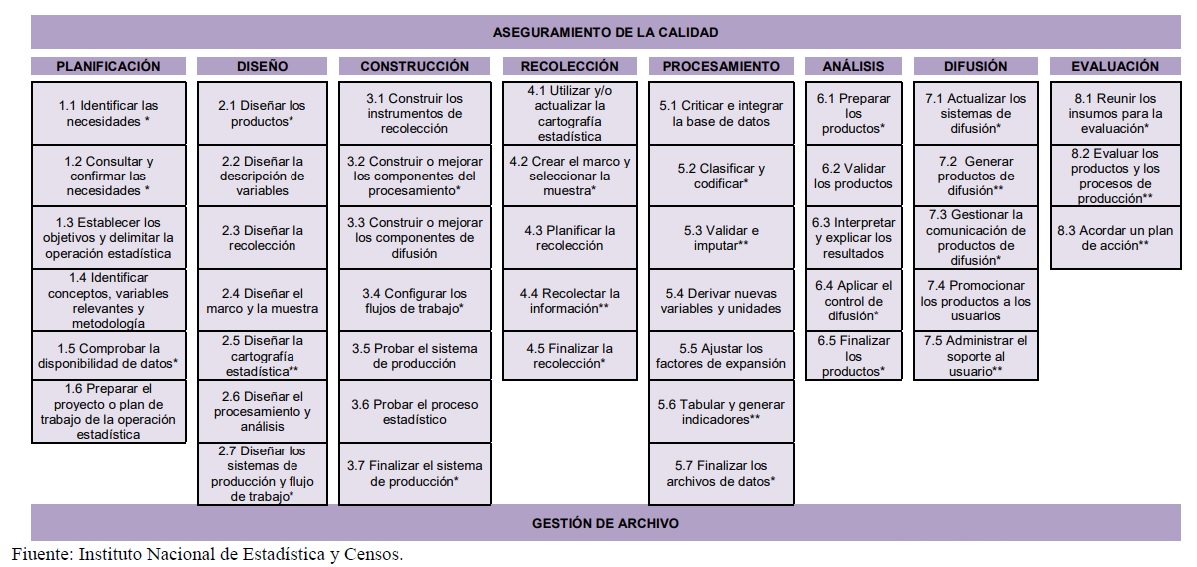 ASEGURAMIENTO DE LA CALIDAD
PLANIFICACIÓN
1.1 Identificar las
necesidades *
1.2 Consultar y
confirmar las
necesidades *
1.3 Establecer los
objetivos y delimitar la
operación estadística
1.4 Identificar
conceptos, variables
relevantes y
metodología
1.5 Comprobar la
disponibilidad de datos*
1.6 Preparar el
proyecto o plan de
trabajo de la operación
estadística
DISEÑO
2.1 Diseñar los
productos*
2.2 Diseñar la
descripción de
variables
2.3 Diseñar la
recolección
2.4 Diseñar el
marco y la muestra
2.5 Diseñar la
cartografía
estadística**
2.6 Diseñar el
procesamiento y
análisis
2.7 Diseñar los
sistemas de
producción y flujo
de trabajo*
CONSTRUCCIÓN
3.1 Construir los
instrumentos de
recolección
3.2 Construir o mejorar
los componentes del
procesamiento*
3.3 Construir o mejorar
los componentes de
difusión
3.4 Configurar los
flujos de trabajo*
3.5 Probar el sistema
de producción
3.6 Probar el proceso
estadístico
3.7 Finalizar el sistema
de producción*
RECOLECCIÓN
4.1 Utilizar y/o
actualizar la
cartografía
estadística
4.2 Crear el marco y
seleccionar la
muestra*
4.3 Planificar la
recolección
4.4 Recolectar la
información**
4.5 Finalizar la
recolección*
PROCESAMIENTO
5.1 Criticar e integrar
la base de datos
5.2 Clasificar y
codificar*
5.3 Validar e
imputar**
5.4 Derivar nuevas
variables y unidades
5.5 Ajustar los
factores de expansión
5.6 Tabular y generar
indicadores**
5.7 Finalizar los
archivos de datos*
ANÁLISIS
6.1 Preparar
los
productos*
6.2 Validar
los productos
6.3 Interpretar
y explicar los
resultados
6.4 Aplicar el
control de
difusión*
6.5 Finalizar
los
productos*
DIFUSIÓN
7.1 Actualizar los
sistemas de
difusión*
7.2 Generar
productos de
difusión**
7.3 Gestionar la
comunicación de
productos de
difusión*
7.4 Promocionar
los productos a los
usuarios
7.5 Administrar el
soporte al
usuario**
EVALUACIÓN
8.1 Reunir los
insumos para la
evaluación*
8.2 Evaluar los
productos y los
procesos de
producción**
8.3 Acordar un plan
de acción**
GESTIÓN DE ARCHIVO
Fiuente: Instituto Nacional de Estadística y Censos.